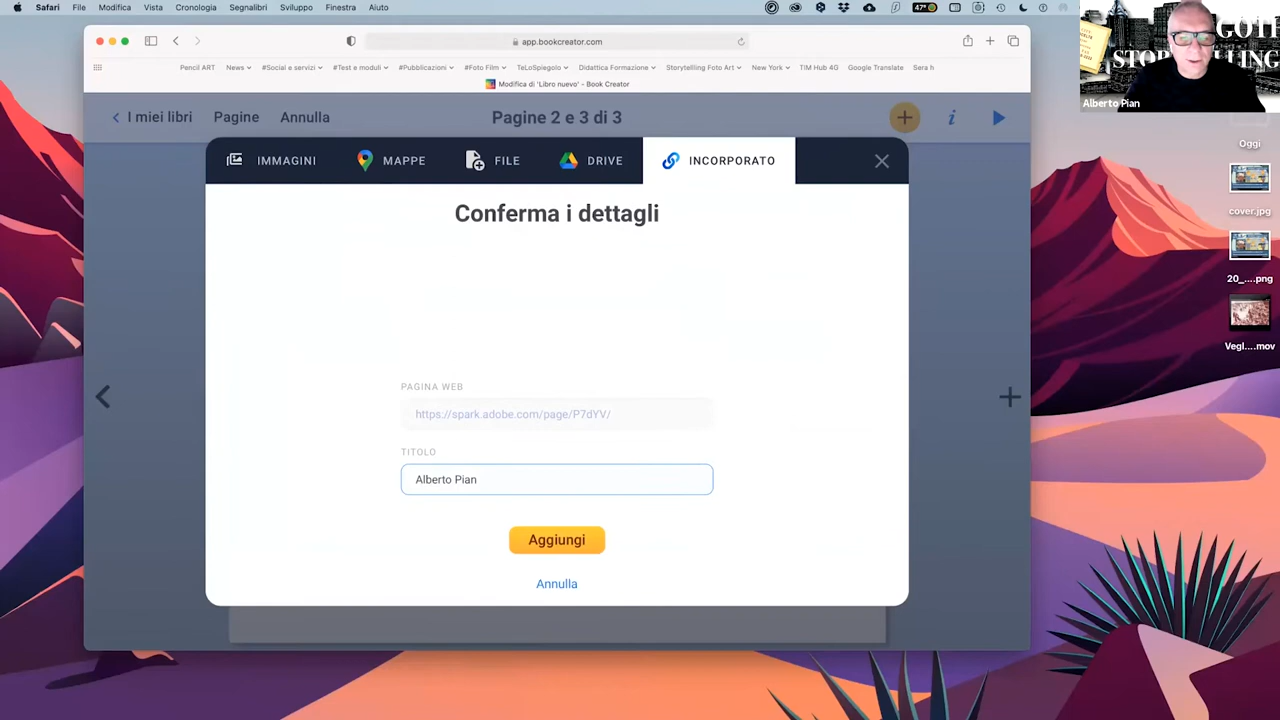 Safari File Modifica Vista Cronologia Segnalibri Sviluppo Finestra Aiuto
47°
app.bookcreator.com
Pencil ART News #Social e servizi #Test e moduli #Pubblicazioni #Foto Film TeLoSpiegolo Didattica Formazione Storytellling Foto Art New York TIM Hub 4G Google Translate Sera h
Modifica di 'Libro nuovo' - Book Creator
I miei libri Pagine Annulla Pagine 2 e 3 di 3
IMMAGINI MAPPE FILE DRIVE INCORPORATO
Conferma i dettagli
PAGINA WEB
https://spark.adobe.com/page/P7dYV/
TITOLO
Alberto Pian
Aggiungi
Annulla
Alberto Pian
Oggi
cover.jpg
20_....png
Vegl....mov